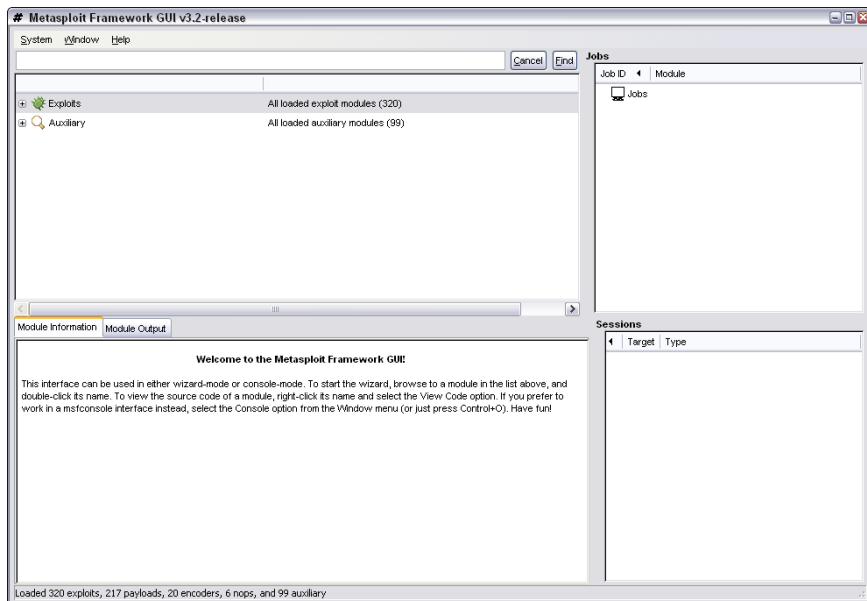 # Metasploit Framework GUI v3.2-release
System Window Help
Cancel Find
Exploits All loaded exploit modules (320)
Auxiliary All loaded auxiliary modules (99)
Jobs
Job ID Module
Jobs
Module Information Module Output
Welcome to the Metasploit Framework GUI!
This interface can be used in either wizard-mode or console-mode. To start the wizard, browse to a module in the list above, and
double-click its name. To view the source code of a module, right-click its name and select the View Code option. If you prefer to
work in a msfconsole interface instead, select the Console option from the Window menu (or just press Control+O). Have fun!
Sessions
Target Type
Loaded 320 exploits, 217 payloads, 20 encoders, 6 nops, and 99 auxiliary